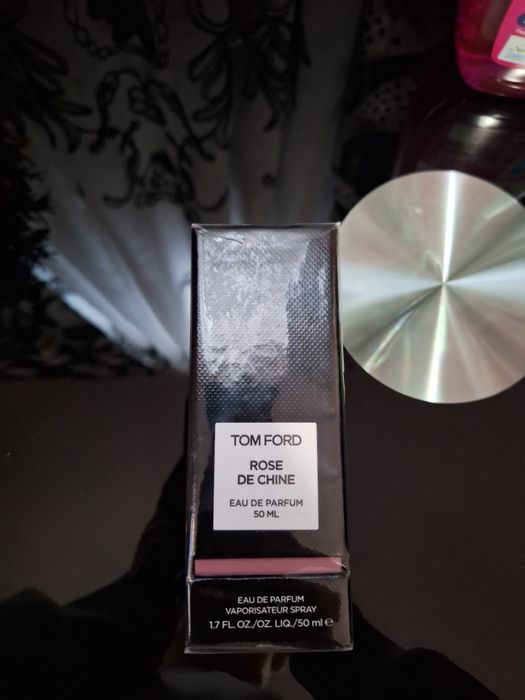 TOM FORD
ROSE
DE CHINE
EAU DE PARFUM
50 ML
EAU DE PARFUM
VAPORISATEUR SPRAY
1.7 FL. OZ./OZ. LIQ./50 ml e